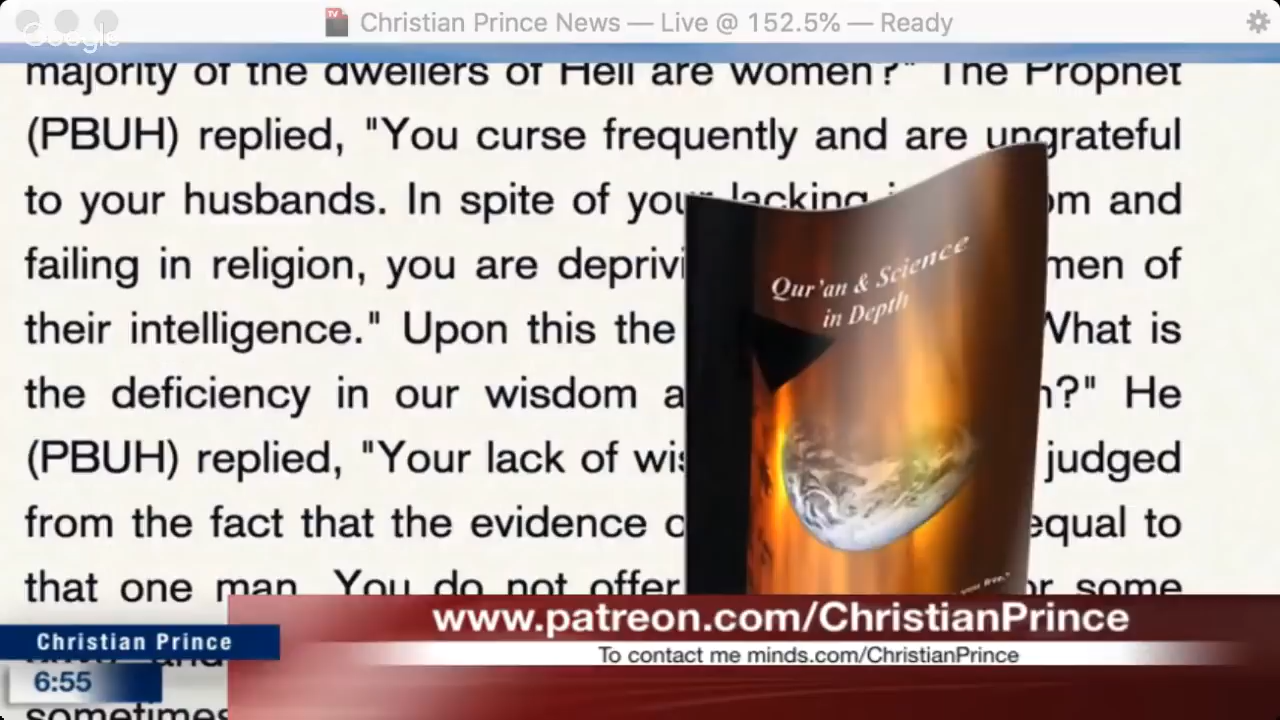 Christian Prince News — Live @ 152.5% — Ready
Google
majority of the dwellers of Hell are women?" The Prophet
(PBUH) replied, "You curse frequently and are ungrateful
to your husbands. In spite of your lacking and
failing in religion, you are men of
their intelligence." Upon this the What is
the deficiency in our wisdom He
(PBUH) replied, "Your lack of judged
from the fact that the evidence equal to
that one man. You do not offer some
sometimes
Qur'an & Science
in Depth
www.patreon.com/ChristianPrince
To contact me minds.com/ChristianPrince
Christian Prince
6:55